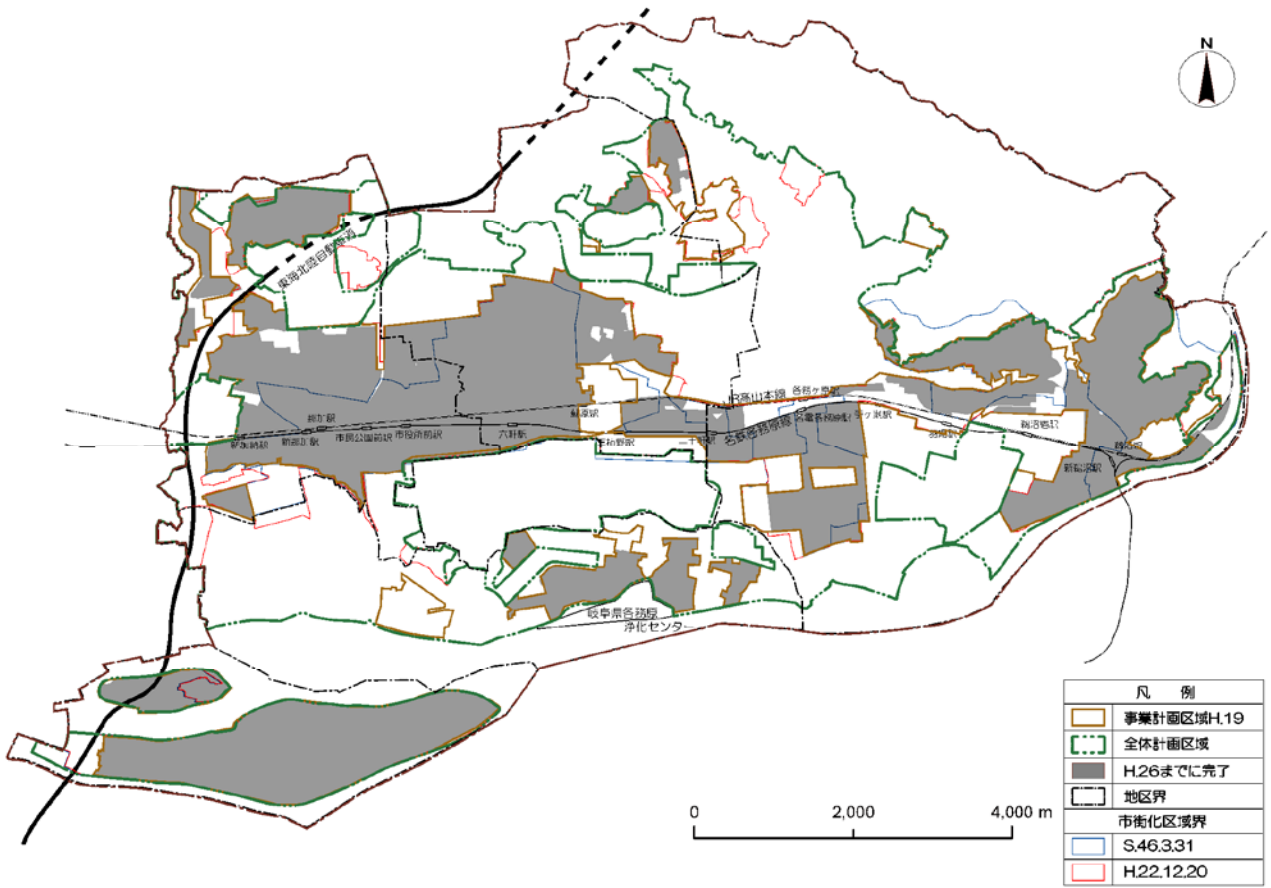 N
東海北陸自動車道
JR高山本線
各務ヶ原駅
那加駅
新那加駅
市民公園前駅
市役所前駅
六軒駅
蘇原駅
三柿野駅
二十軒駅
名鉄各務原線
名電各務原駅
鵜沼宿駅
鵜沼駅
新鵜沼駅
岐阜県各務原
浄化センター
0
2,000
4,000 m
凡 例
事業計画区域H.19
全体計画区域
H.26までに完了
地区界
市街化区域界
S.46.3.31
H.22.12.20